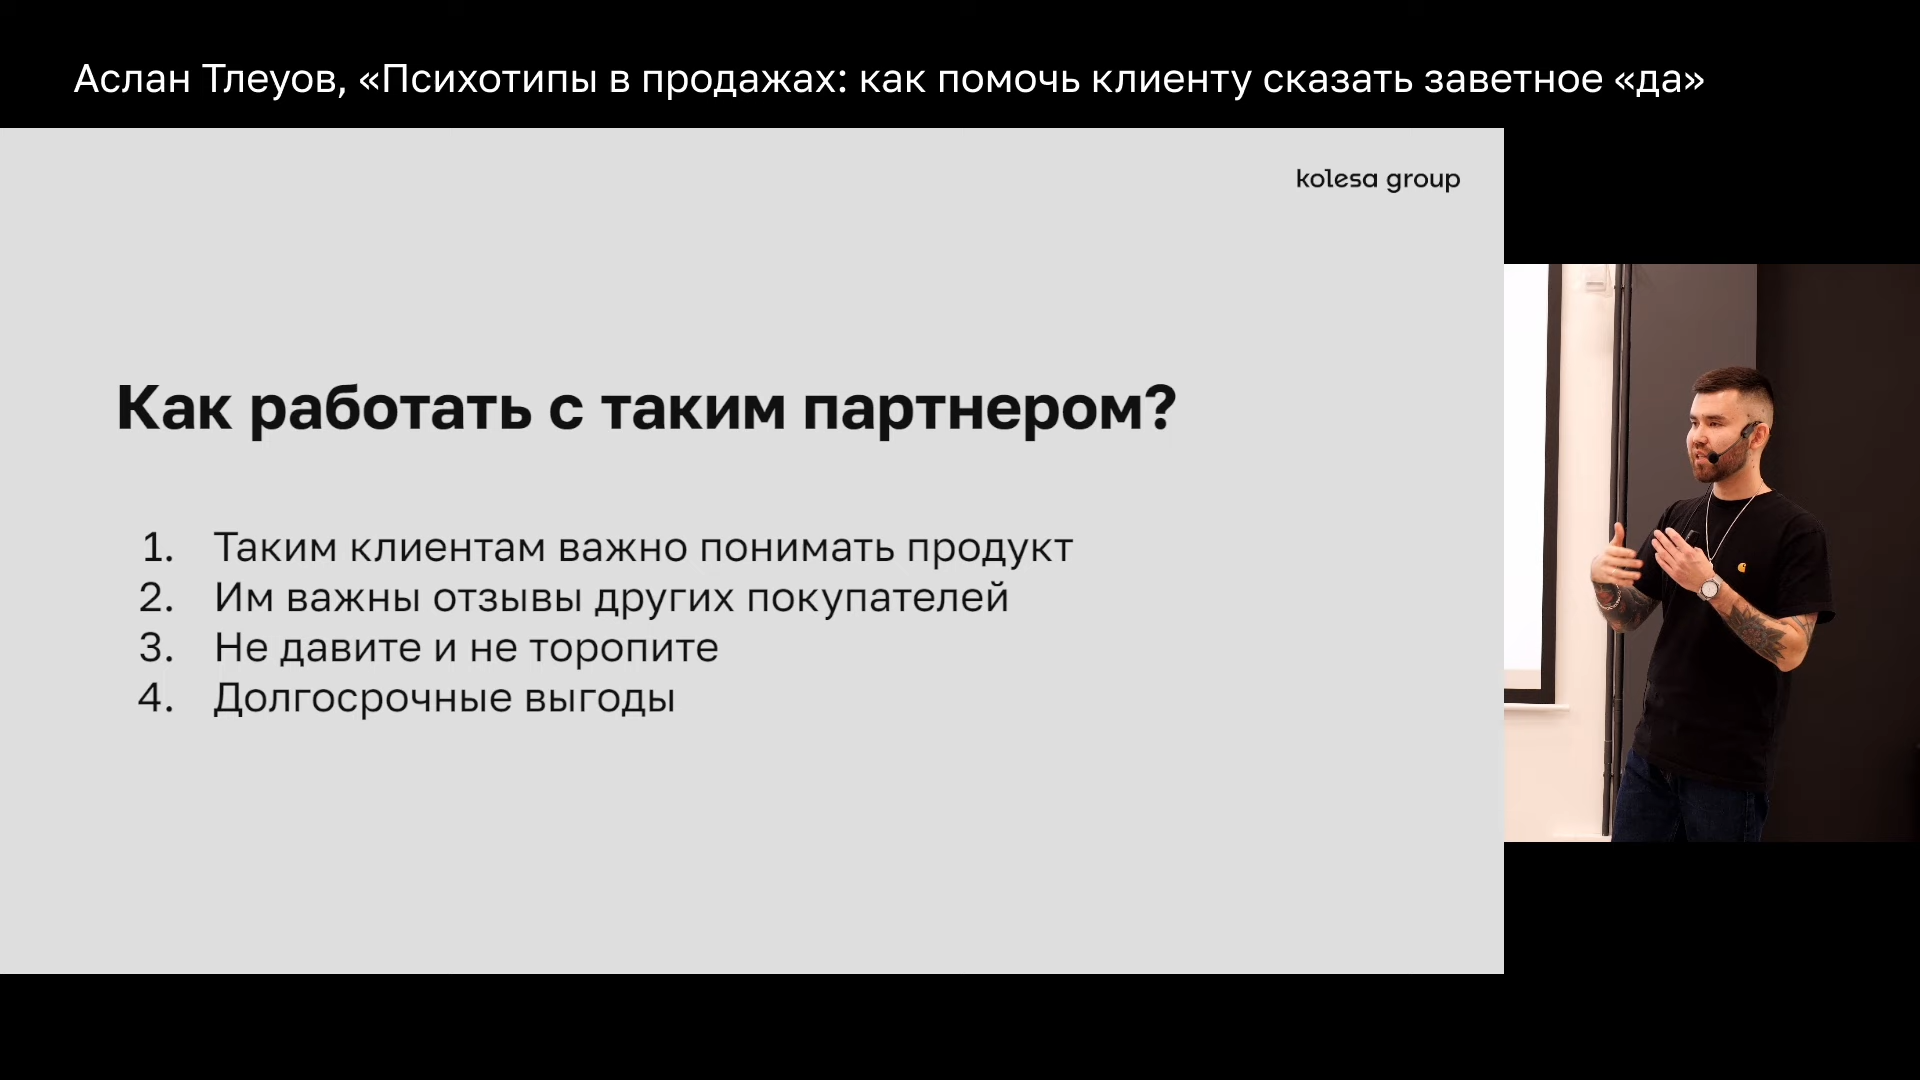 Аслан Тлеуов, «Психотипы в продажах: как помочь клиенту сказать заветное «да»
kolesa group
Как работать с таким партнером?
1. Таким клиентам важно понимать продукт
2. Им важны отзывы других покупателей
3. Не давите и не торопите
4. Долгосрочные выгоды